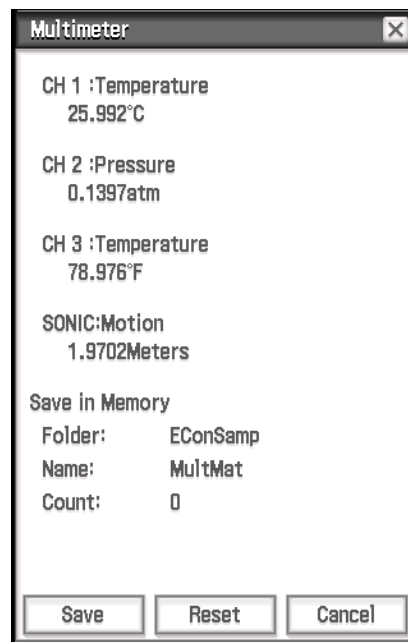 Multimeter
CH 1 :Temperature
25.992°C
CH 2 :Pressure
0.1397atm
CH 3 :Temperature
78.976°F
SONIC:Motion
1.9702Meters
Save in Memory
Folder: EConSamp
Name: MultMat
Count: 0
Save Reset Cancel